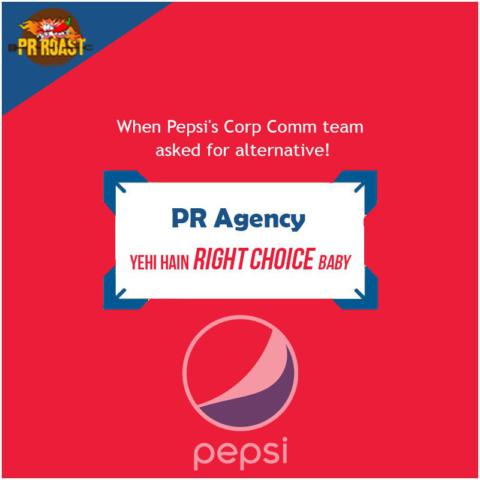 PR ROAST
When Pepsi's Corp Comm team
asked for alternative!
PR Agency
YEHI HAIN RIGHT CHOICE BABY
pepsi